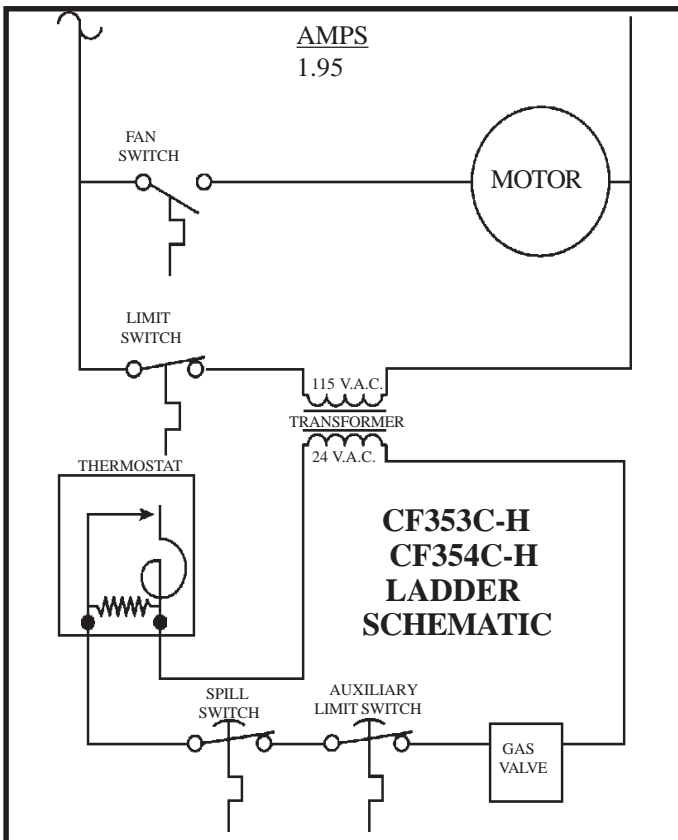 AMPS
1.95
FAN
SWITCH
MOTOR
LIMIT
SWITCH
115 V.A.C.
TRANSFORMER
24 V.A.C.
THERMOSTAT
CF353C-H
CF354C-H
LADDER
SCHEMATIC
SPILL
SWITCH
AUXILIARY
LIMIT SWITCH
GAS
VALVE